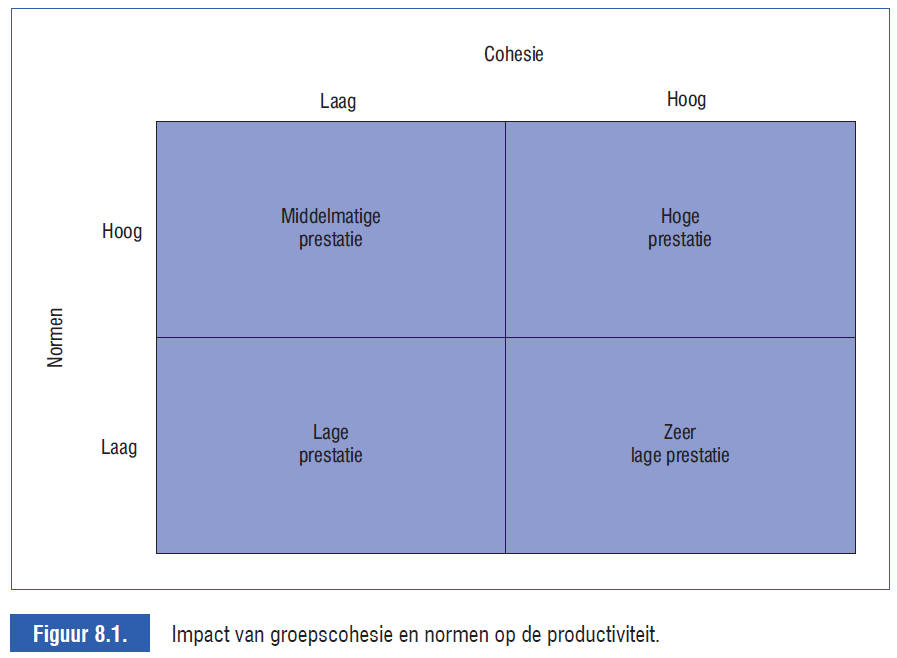 Cohesie
Laag
Hoog
Hoog
Middelmatige
prestatie
Hoge
prestatie
Normen
Laag
Lage
prestatie
Zeer
lage prestatie
Figuur 8.1.
Impact van groepscohesie en normen op de productiviteit.